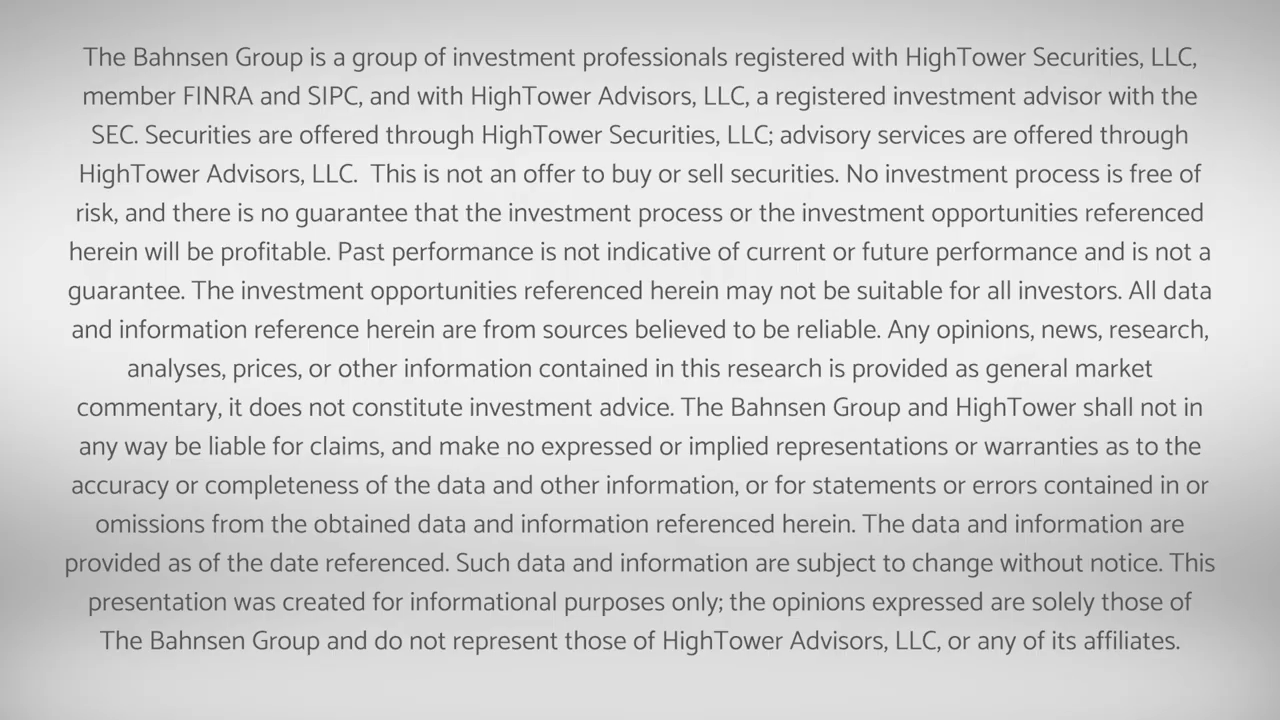 The Bahnsen Group is a group of investment professionals registered with HighTower Securities, LLC,
member FINRA and SIPC, and with HighTower Advisors, LLC, a registered investment advisor with the
SEC. Securities are offered through HighTower Securities, LLC; advisory services are offered through
HighTower Advisors, LLC.  This is not an offer to buy or sell securities. No investment process is free of
risk, and there is no guarantee that the investment process or the investment opportunities referenced
herein will be profitable. Past performance is not indicative of current or future performance and is not a
guarantee. The investment opportunities referenced herein may not be suitable for all investors. All data
and information reference herein are from sources believed to be reliable. Any opinions, news, research,
analyses, prices, or other information contained in this research is provided as general market
commentary, it does not constitute investment advice. The Bahnsen Group and HighTower shall not in
any way be liable for claims, and make no expressed or implied representations or warranties as to the
accuracy or completeness of the data and other information, or for statements or errors contained in or
omissions from the obtained data and information referenced herein. The data and information are
provided as of the date referenced. Such data and information are subject to change without notice. This
presentation was created for informational purposes only; the opinions expressed are solely those of
The Bahnsen Group and do not represent those of HighTower Advisors, LLC, or any of its affiliates.